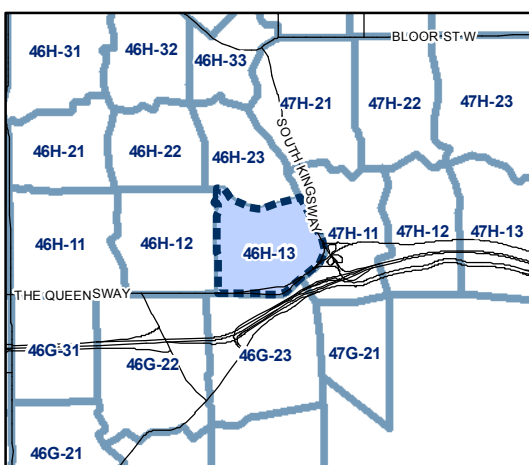 BLOOR ST W
46H-31
46H-32
46H-33
47H-21
47H-22
47H-23
46H-21
46H-22
46H-23
SOUTH KINGSWAY
46H-11
46H-12
46H-13
47H-11
47H-12
47H-13
THE QUEENSWAY
46G-31
46G-22
46G-23
47G-21
46G-21